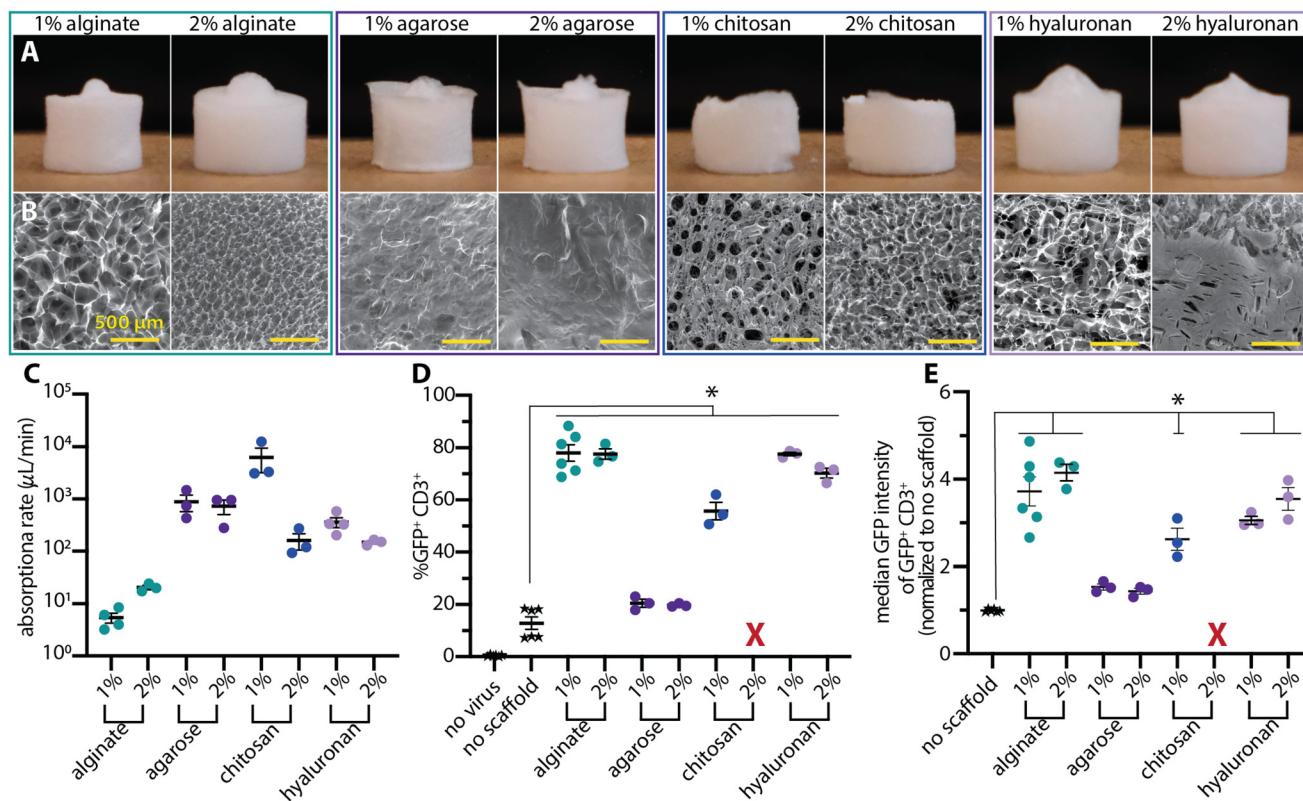 1% alginate 2% alginate 1% agarose 2% agarose 1% chitosan 2% chitosan 1% hyaluronan 2% hyaluronan
A
B
500 μm
C
absorptiona rate (μL/min)
10⁵
10⁴
10³
10²
10¹
10⁰
1% 2% 1% 2% 1% 2% 1% 2%
alginate agarose chitosan hyaluronan
D
%GFP⁺ CD3⁺
100
80
60
40
20
0
*
X
no virus no scaffold 1% 2% 1% 2% 1% 2% 1% 2%
alginate agarose chitosan hyaluronan
E
median GFP intensity
of GFP⁺ CD3⁺
(normalized to no scaffold)
6
4
2
0
*
X
no scaffold 1% 2% 1% 2% 1% 2% 1% 2%
alginate agarose chitosan hyaluronan